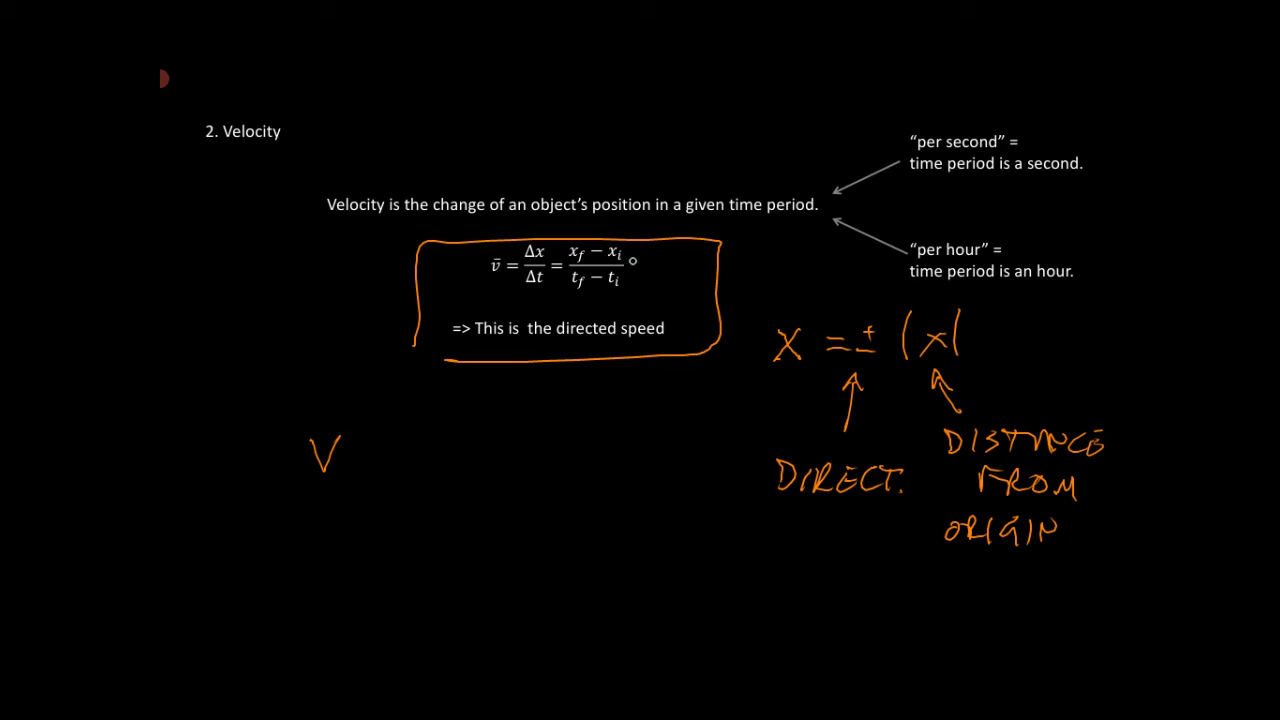 2. Velocity
"per second" =
time period is a second.
Velocity is the change of an object's position in a given time period.
"per hour" =
time period is an hour.
v̄ = Δx/Δt = (x_f − x_i)/(t_f − t_i)
=> This is the directed speed
X = ± |x|
DIRECT.
DISTANCE
FROM
ORIGIN
V